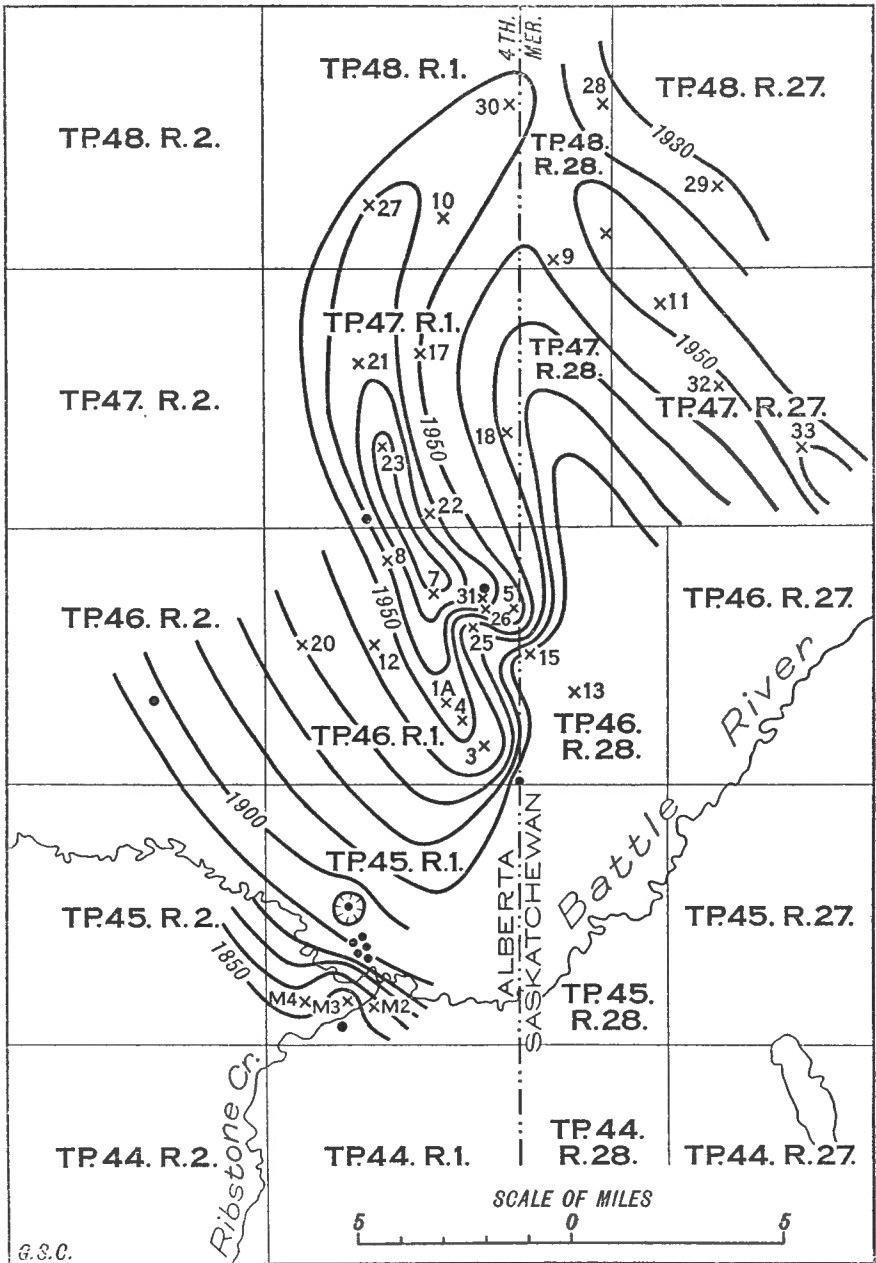 4 TH. MER.
TP. 48. R. 1.
28
TP. 48. R. 27.
30
TP. 48. R. 2.
TP. 48.
R. 28.
1930
29
27
10
9
11
TP. 47. R. 1.
17
21
TP. 47.
R. 28.
1950
32
TP. 47. R. 2.
TP. 47. R. 27.
1950
18
33
23
22
8
7
31
5
26
1950
TP. 46. R. 2.
TP. 46. R. 27.
20
12
25
15
1A
4
13
TP. 46. R. 1.
TP. 46.
R. 28.
3
River
1900
TP. 45. R. 1.
ALBERTA
SASKATCHEWAN
Battle
TP. 45. R. 2.
TP. 45. R. 27.
1850
M4
M3
M2
TP. 45.
R. 28.
Ribstone Cr.
TP. 44. R. 2.
TP. 44. R. 1.
TP. 44.
R. 28.
TP. 44. R. 27.
SCALE OF MILES
5 0 5
G.S.C.